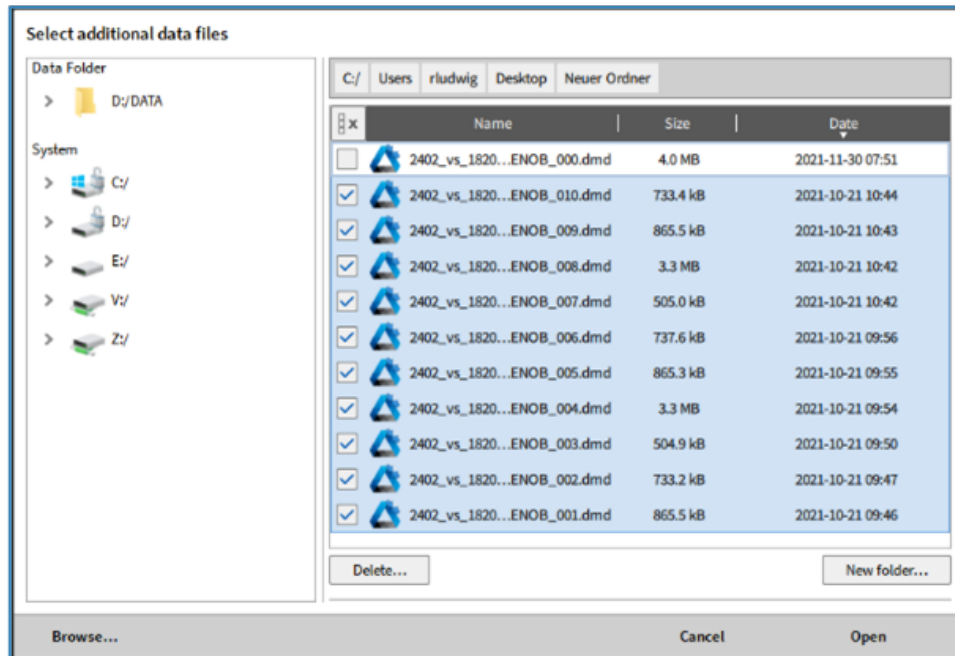 Select additional data files
Data Folder
D:/DATA
System
C:/
D:/
E:/
V:/
Z:/
C:/ Users rludwig Desktop Neuer Ordner
x Name Size Date
2402_vs_1820...ENOB_000.dmd 4.0 MB 2021-11-30 07:51
2402_vs_1820...ENOB_010.dmd 733.4 kB 2021-10-21 10:44
2402_vs_1820...ENOB_009.dmd 865.5 kB 2021-10-21 10:43
2402_vs_1820...ENOB_008.dmd 3.3 MB 2021-10-21 10:42
2402_vs_1820...ENOB_007.dmd 505.0 kB 2021-10-21 10:42
2402_vs_1820...ENOB_006.dmd 737.6 kB 2021-10-21 09:56
2402_vs_1820...ENOB_005.dmd 865.3 kB 2021-10-21 09:55
2402_vs_1820...ENOB_004.dmd 3.3 MB 2021-10-21 09:54
2402_vs_1820...ENOB_003.dmd 504.9 kB 2021-10-21 09:50
2402_vs_1820...ENOB_002.dmd 733.2 kB 2021-10-21 09:47
2402_vs_1820...ENOB_001.dmd 865.5 kB 2021-10-21 09:46
Delete... New folder...
Browse... Cancel Open